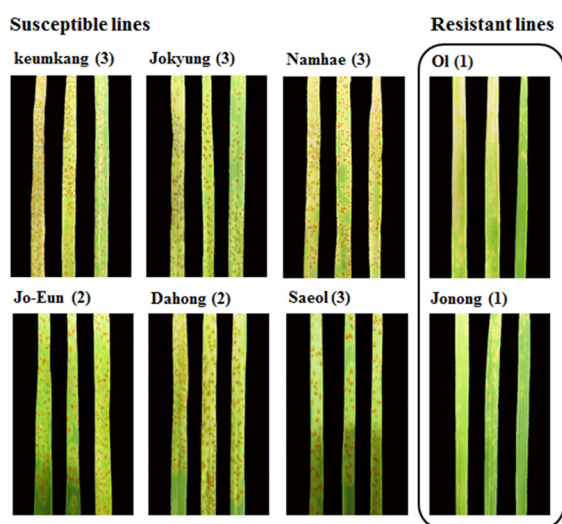 Susceptible lines
Resistant lines
keumkang (3)
Jokyung (3)
Namhae (3)
Ol (1)
Jo-Eun (2)
Dahong (2)
Saeol (3)
Jonong (1)